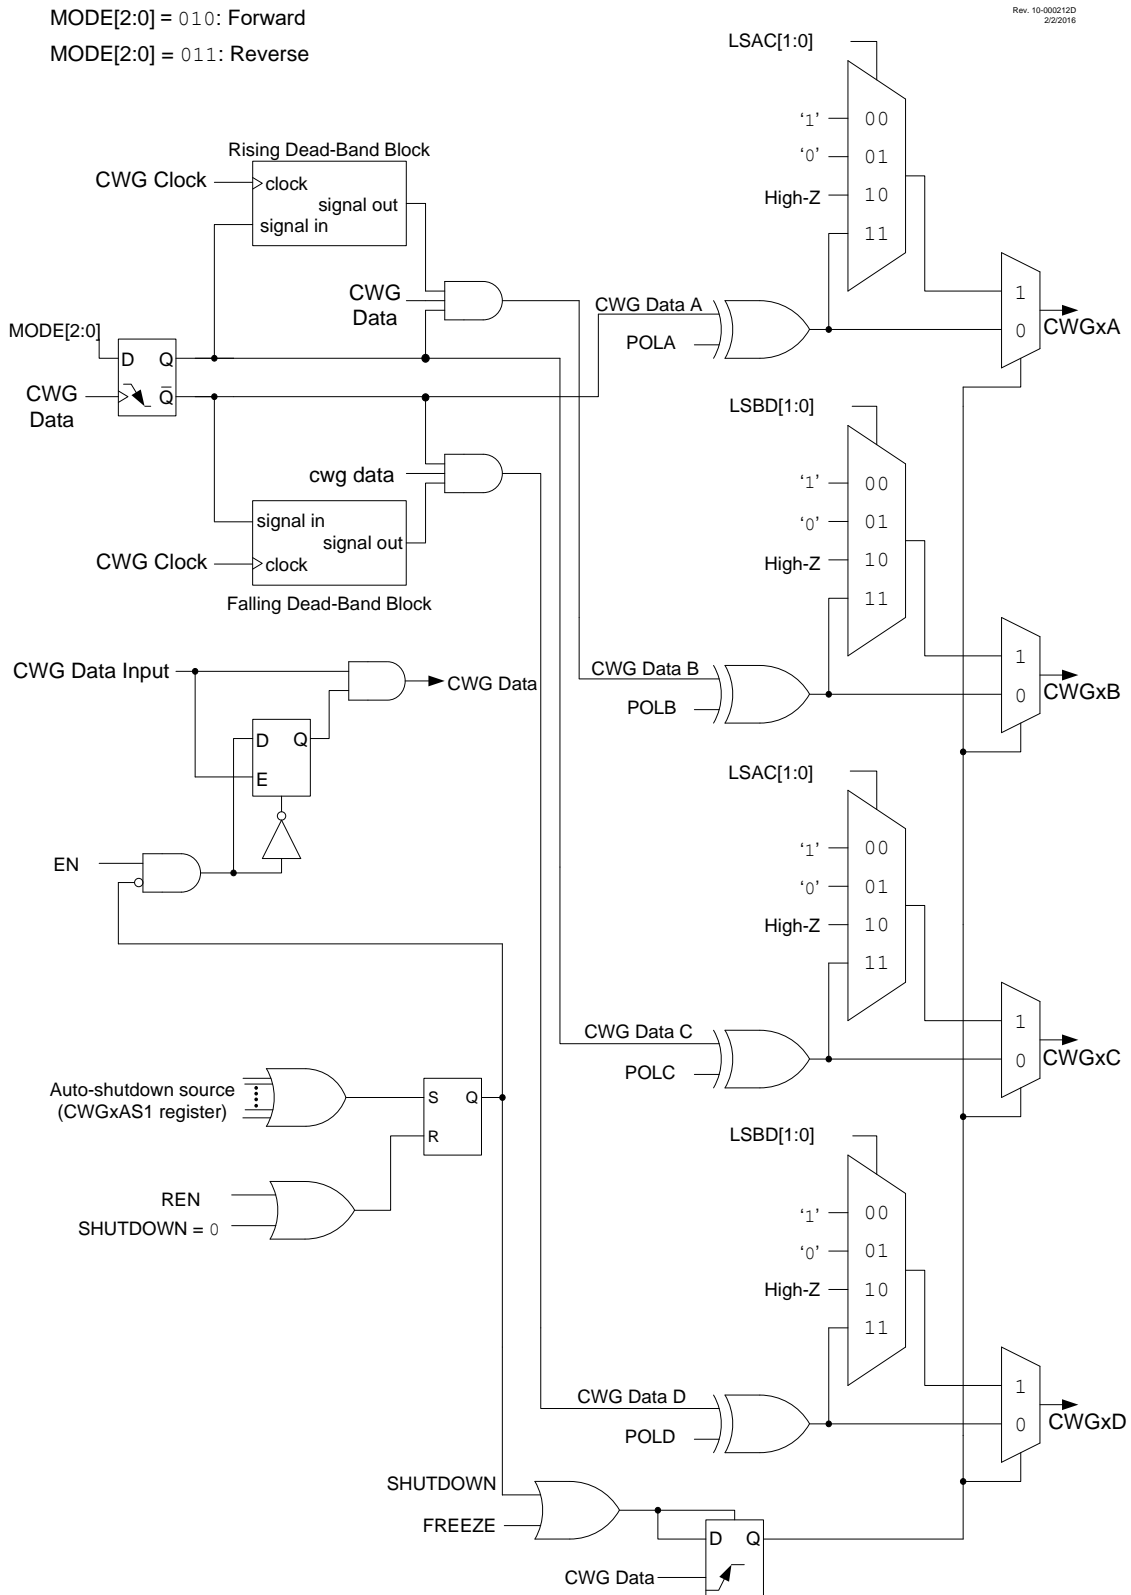 MODE[2:0] = 010: Forward
MODE[2:0] = 011: Reverse
Rev. 10-000212D
2/2/2016
LSAC[1:0]
'1'
00
'0'
01
High-Z
10
11
1
0
CWGxA
Rising Dead-Band Block
CWG Clock
clock
signal out
signal in
CWG
Data
CWG Data A
POLA
MODE[2:0]
D
Q
CWG
Data
Q
cwg data
signal in
signal out
CWG Clock
clock
Falling Dead-Band Block
LSBD[1:0]
'1'
00
'0'
01
High-Z
10
11
1
0
CWGxB
CWG Data B
POLB
CWG Data Input
CWG Data
D
Q
E
EN
LSAC[1:0]
'1'
00
'0'
01
High-Z
10
11
1
0
CWGxC
CWG Data C
POLC
Auto-shutdown source
(CWGxAS1 register)
S
Q
R
REN
SHUTDOWN = 0
LSBD[1:0]
'1'
00
'0'
01
High-Z
10
11
1
0
CWGxD
CWG Data D
POLD
SHUTDOWN
FREEZE
D
Q
CWG Data